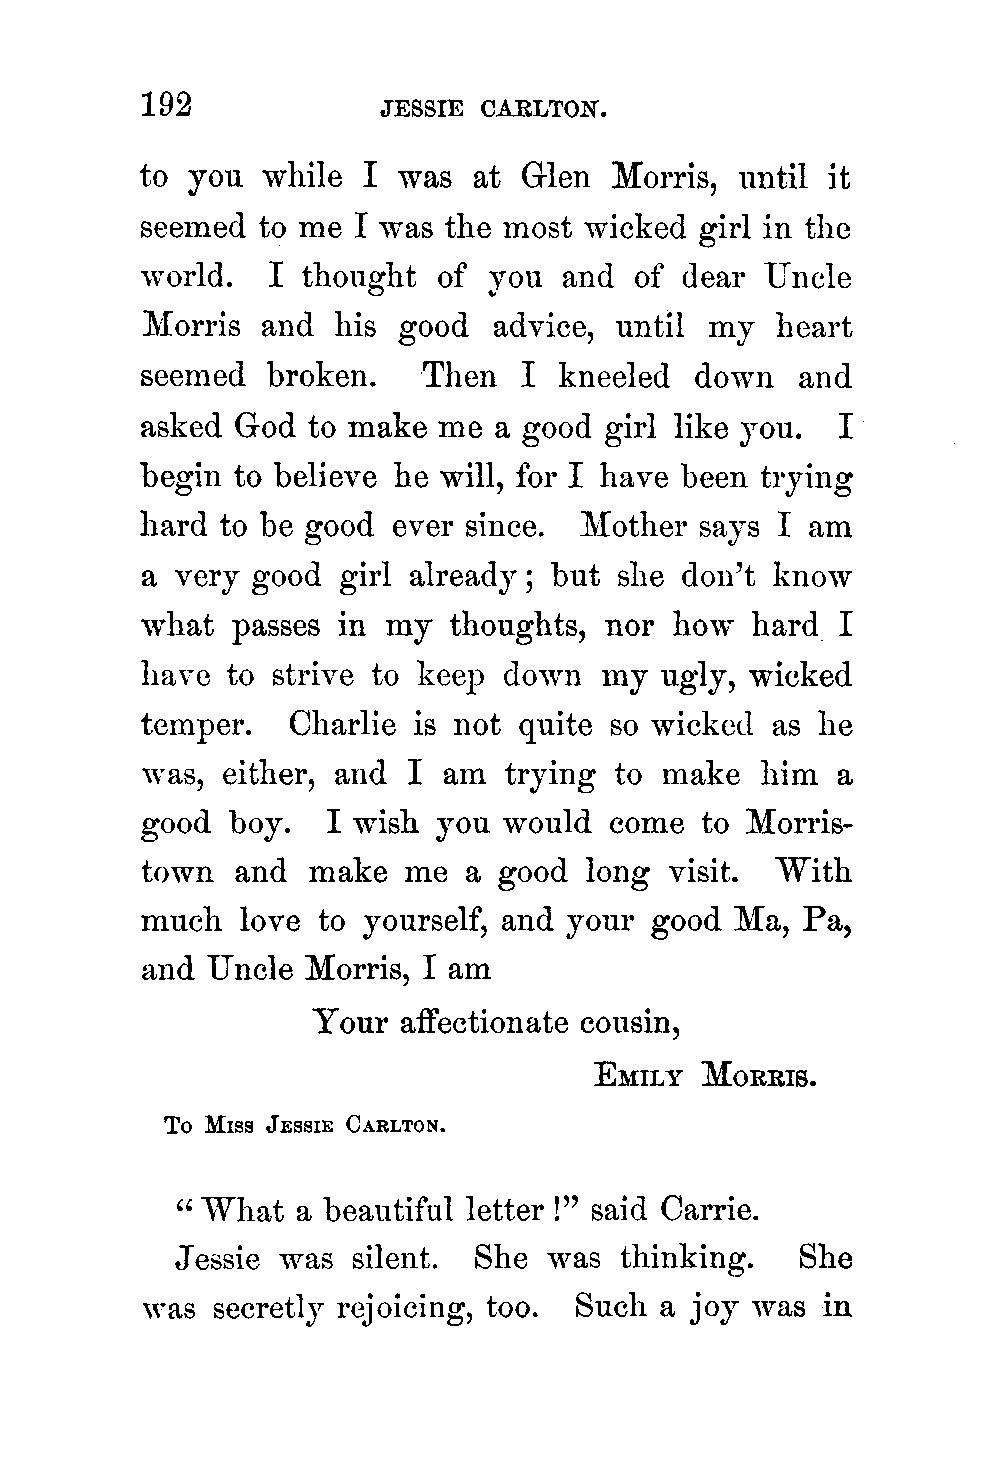 192 JESSIE CARLTON.
to you while I was at Glen Morris, until it
seemed to me I was the most wicked girl in the
world. I thought of you and of dear Uncle
Morris and his good advice, until my heart
seemed broken. Then I kneeled down and
asked God to make me a good girl like you. I
begin to believe he will, for I have been trying
hard to be good ever since. Mother says I am
a very good girl already; but she don't know
what passes in my thoughts, nor how hard I
have to strive to keep down my ugly, wicked
temper. Charlie is not quite so wicked as he
was, either, and I am trying to make him a
good boy. I wish you would come to Morris-
town and make me a good long visit. With
much love to yourself, and your good Ma, Pa,
and Uncle Morris, I am
Your affectionate cousin,
EMILY MORRIS.
TO MISS JESSIE CARLTON.
"What a beautiful letter!" said Carrie.
Jessie was silent. She was thinking. She
was secretly rejoicing, too. Such a joy was in